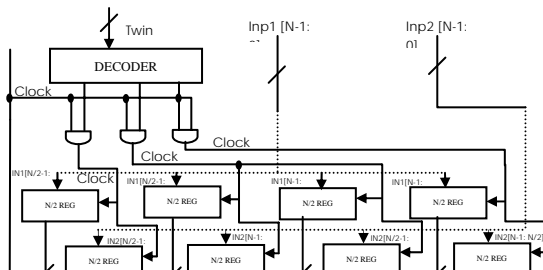 Twin
Inp1 [N-1:
0]
Inp2 [N-1:
0]
DECODER
Clock
Clock
Clock
Clock
IN1[N/2-1:
IN1[N/2-1:
IN1[N-1:
IN1[N-1:
N/2 REG
N/2 REG
N/2 REG
N/2 REG
IN2[N/2-1:
IN2[N-1:
IN2[N/2-1:
IN2[N-1: N/2]
N/2 REG
N/2 REG
N/2 REG
N/2 REG